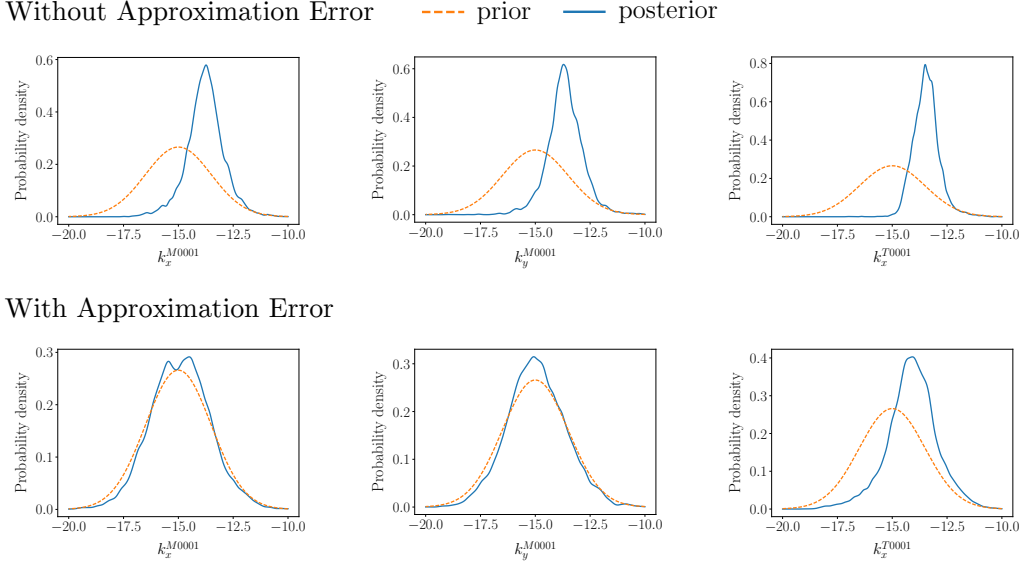 Without Approximation Error
prior
posterior
Probability density
0.6
0.4
0.2
0.0
−20.0 −17.5 −15.0 −12.5 −10.0
k_x^{M0001}
Probability density
0.6
0.4
0.2
0.0
−20.0 −17.5 −15.0 −12.5 −10.0
k_y^{M0001}
Probability density
0.8
0.6
0.4
0.2
0.0
−20.0 −17.5 −15.0 −12.5 −10.0
k_x^{T0001}
With Approximation Error
Probability density
0.3
0.2
0.1
0.0
−20.0 −17.5 −15.0 −12.5 −10.0
k_x^{M0001}
Probability density
0.3
0.2
0.1
0.0
−20.0 −17.5 −15.0 −12.5 −10.0
k_y^{M0001}
Probability density
0.4
0.3
0.2
0.1
0.0
−20.0 −17.5 −15.0 −12.5 −10.0
k_x^{T0001}